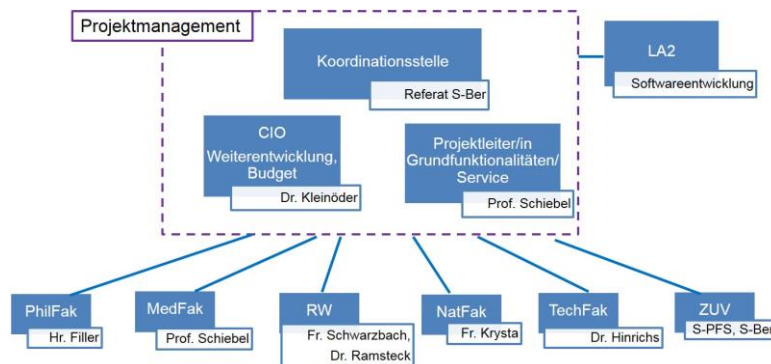 Projektmanagement
Koordinationsstelle
Referat S-Ber
LA2
Softwareentwicklung
CIO
Weiterentwicklung,
Budget
Dr. Kleinöder
Projektleiter/in
Grundfunktionalitäten/
Service
Prof. Schiebel
PhilFak
Hr. Filler
MedFak
Prof. Schiebel
RW
Fr. Schwarzbach,
Dr. Ramsteck
NatFak
Fr. Krysta
TechFak
Dr. Hinrichs
ZUV
S-PFS, S-Ber